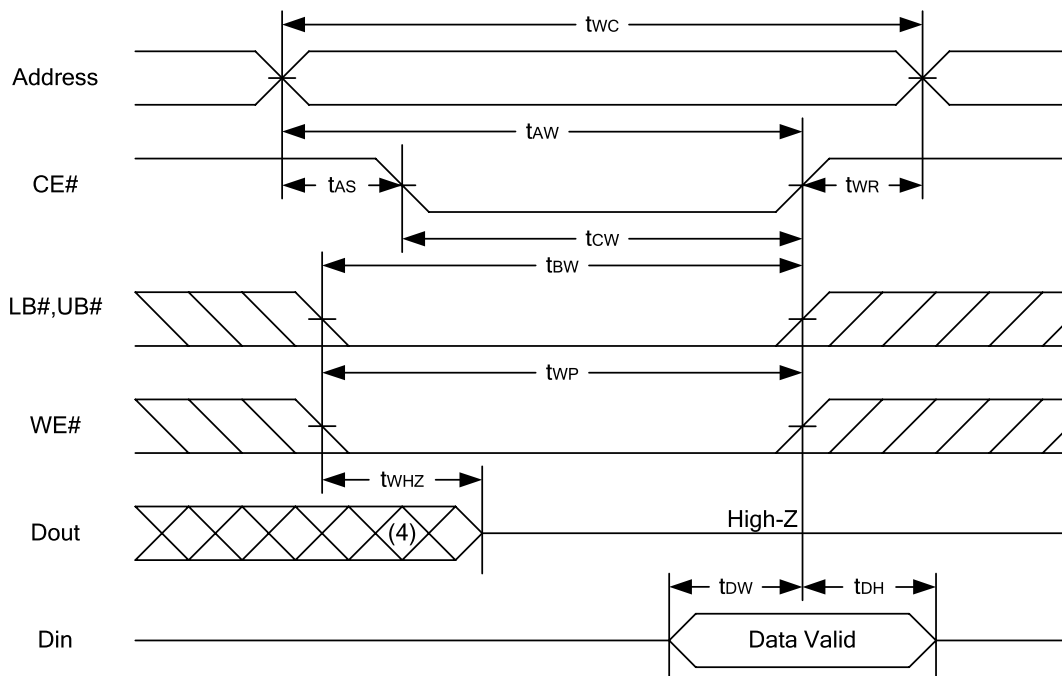 tWC
Address
tAW
CE#
tAS
tWR
tCW
tBW
LB#,UB#
tWP
WE#
tWHZ
Dout
(4)
High-Z
tDW
tDH
Din
Data Valid